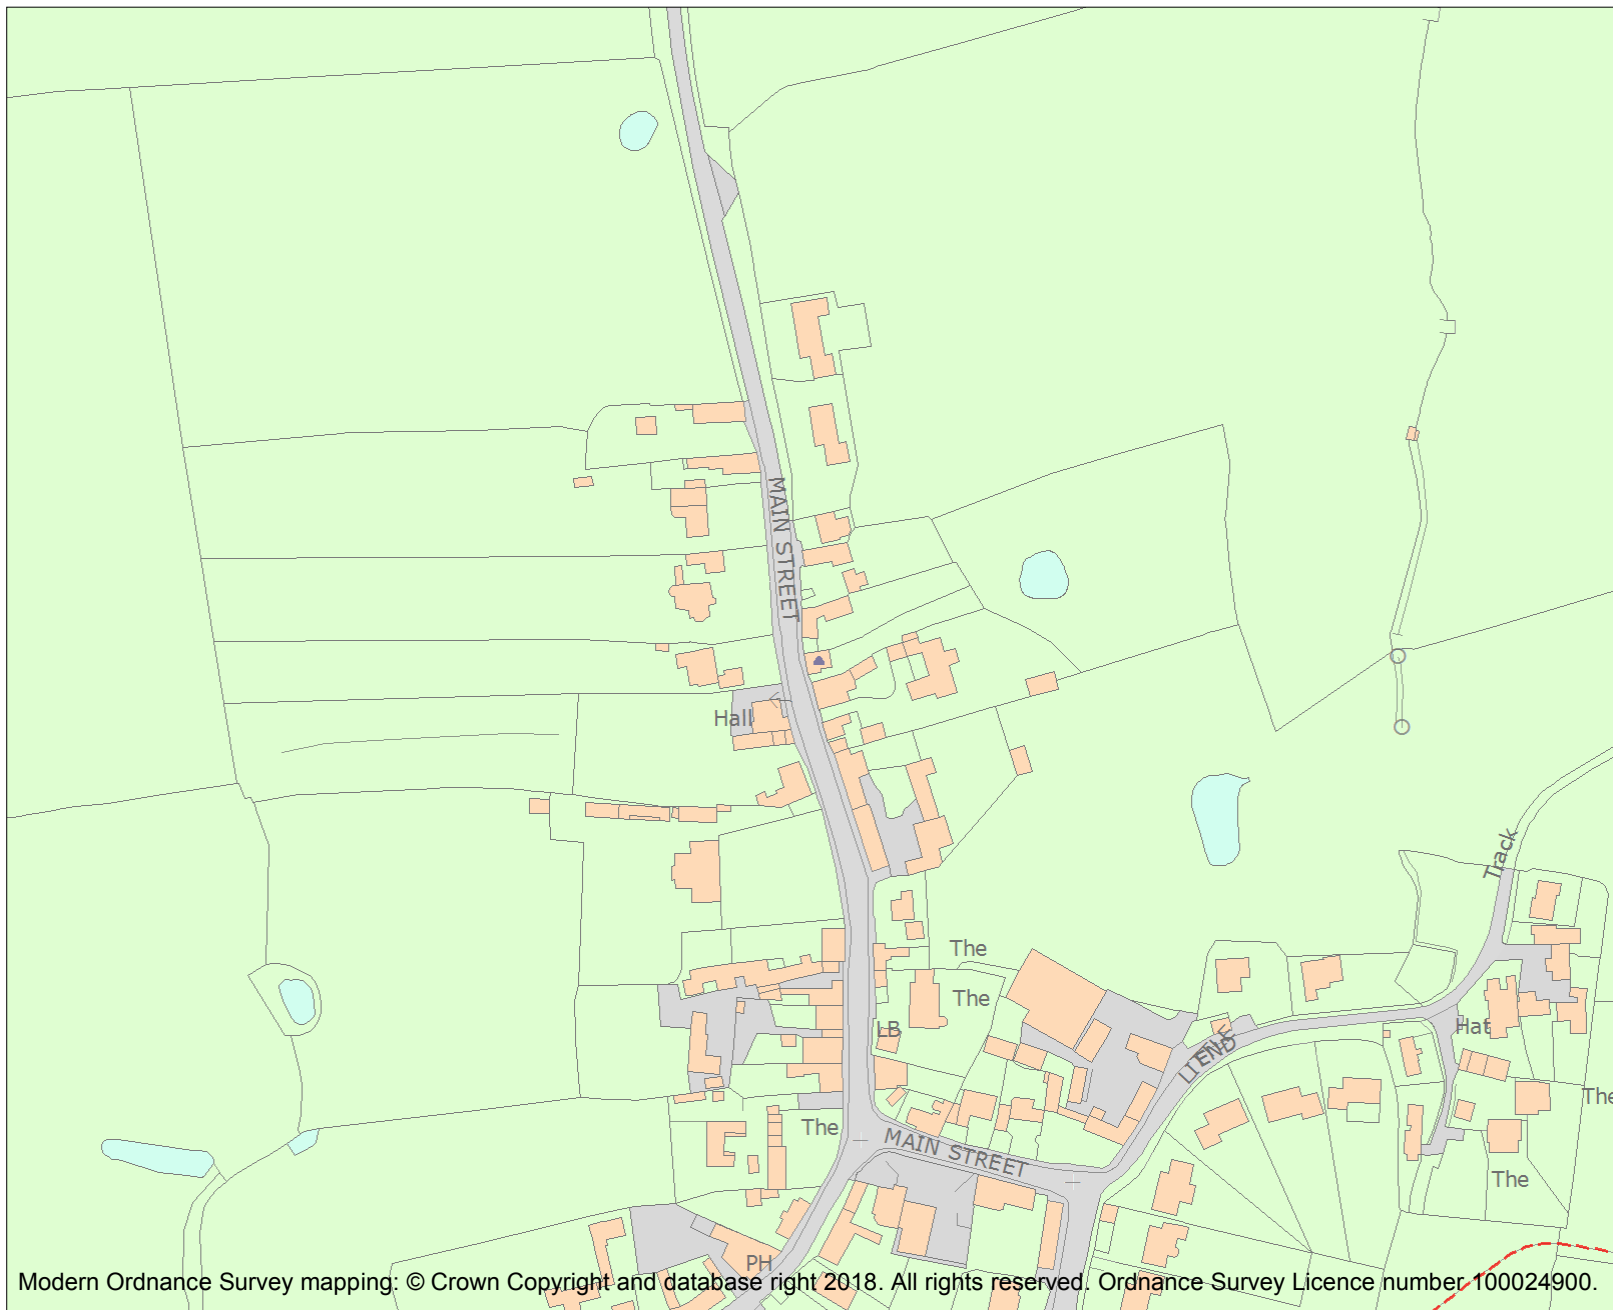 MAIN STREET
Hall
Track
The
The
LB
Hat
The
The
MAIN STREET
The
PH
Modern Ordnance Survey mapping: © Crown Copyright and database right 2018. All rights reserved. Ordnance Survey Licence number 100024900.